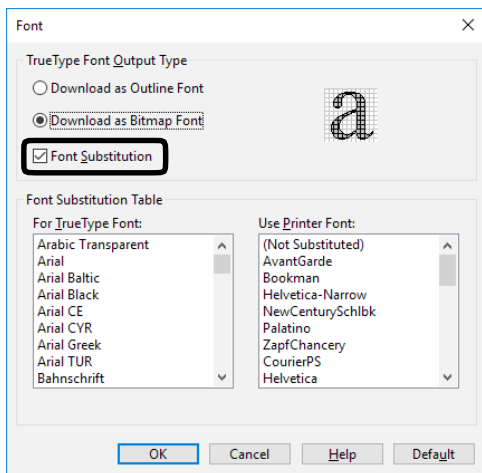 Font
TrueType Font Output Type
Download as Outline Font
Download as Bitmap Font
a
Font Substitution
Font Substitution Table
For TrueType Font:
Arabic Transparent
Arial
Arial Baltic
Arial Black
Arial CE
Arial CYR
Arial Greek
Arial TUR
Bahnschrift
Use Printer Font:
(Not Substituted)
AvantGarde
Bookman
Helvetica-Narrow
NewCenturySchlbk
Palatino
ZapfChancery
CourierPS
Helvetica
OK
Cancel
Help
Default